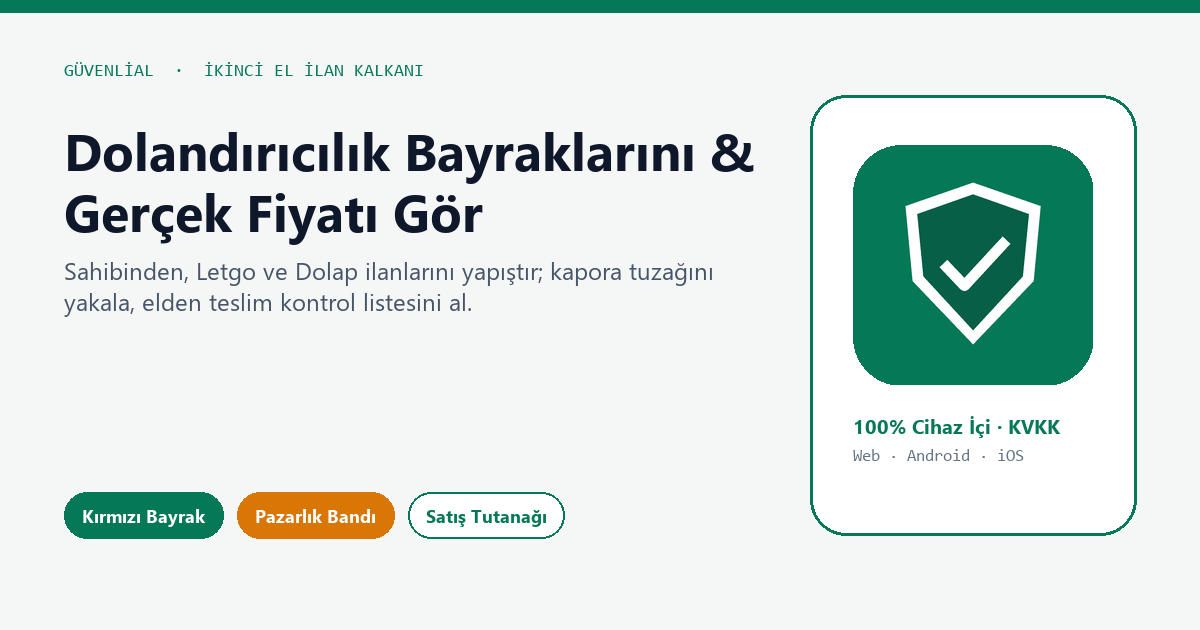 GÜVENLİAL · İKİNCİ EL İLAN KALKANI
Dolandırıcılık Bayraklarını &
Gerçek Fiyatı Gör
Sahibinden, Letgo ve Dolap ilanlarını yapıştır; kapora tuzağını
yakala, elden teslim kontrol listesini al.
100% Cihaz İçi · KVKK
Web · Android · iOS
Kırmızı Bayrak
Pazarlık Bandı
Satış Tutanağı